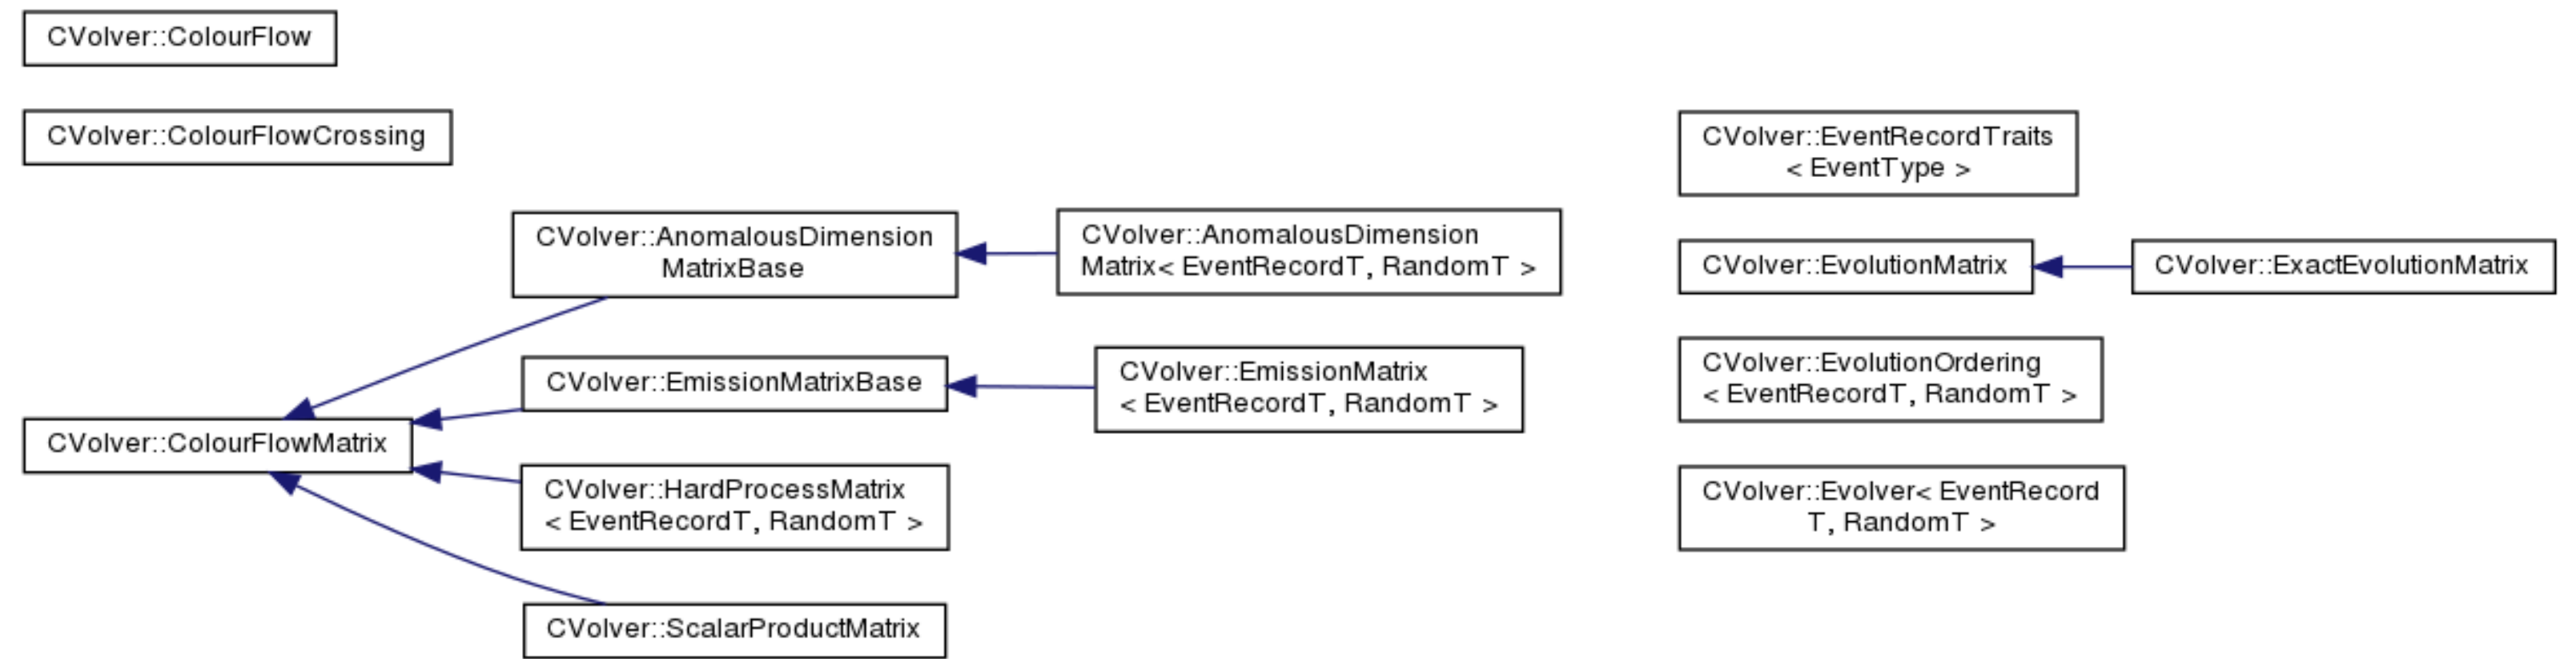 CVolver::ColourFlow
CVolver::ColourFlowCrossing
CVolver::AnomalousDimension
MatrixBase
CVolver::AnomalousDimension
Matrix< EventRecordT, RandomT >
CVolver::EmissionMatrixBase
CVolver::EmissionMatrix
< EventRecordT, RandomT >
CVolver::ColourFlowMatrix
CVolver::HardProcessMatrix
< EventRecordT, RandomT >
CVolver::ScalarProductMatrix
CVolver::EventRecordTraits
< EventType >
CVolver::EvolutionMatrix
CVolver::ExactEvolutionMatrix
CVolver::EvolutionOrdering
< EventRecordT, RandomT >
CVolver::Evolver< EventRecord
T, RandomT >